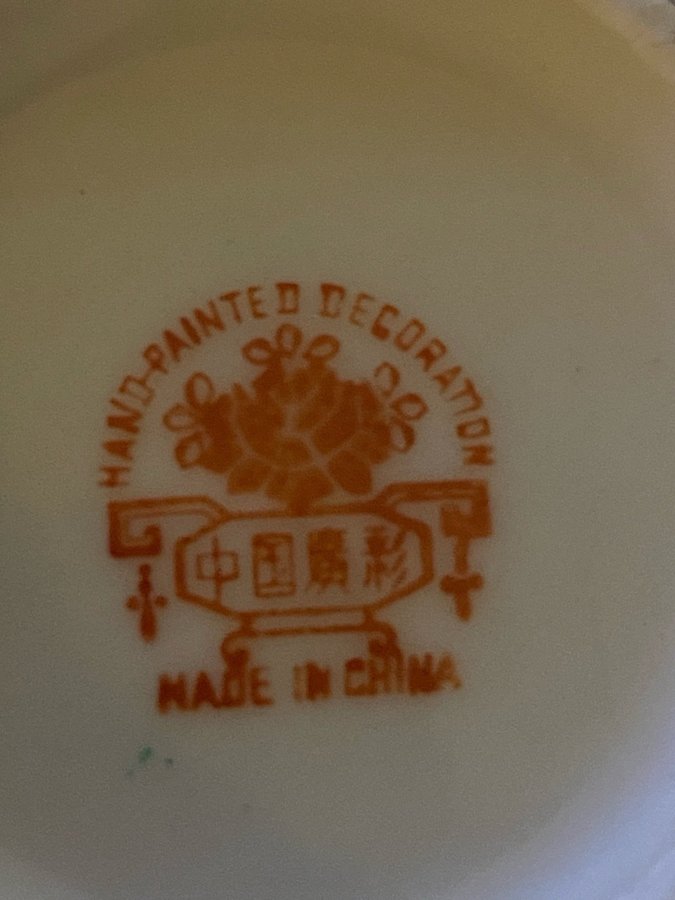 HAND-PAINTED DECORATION
中国廣彩
MADE IN CHINA